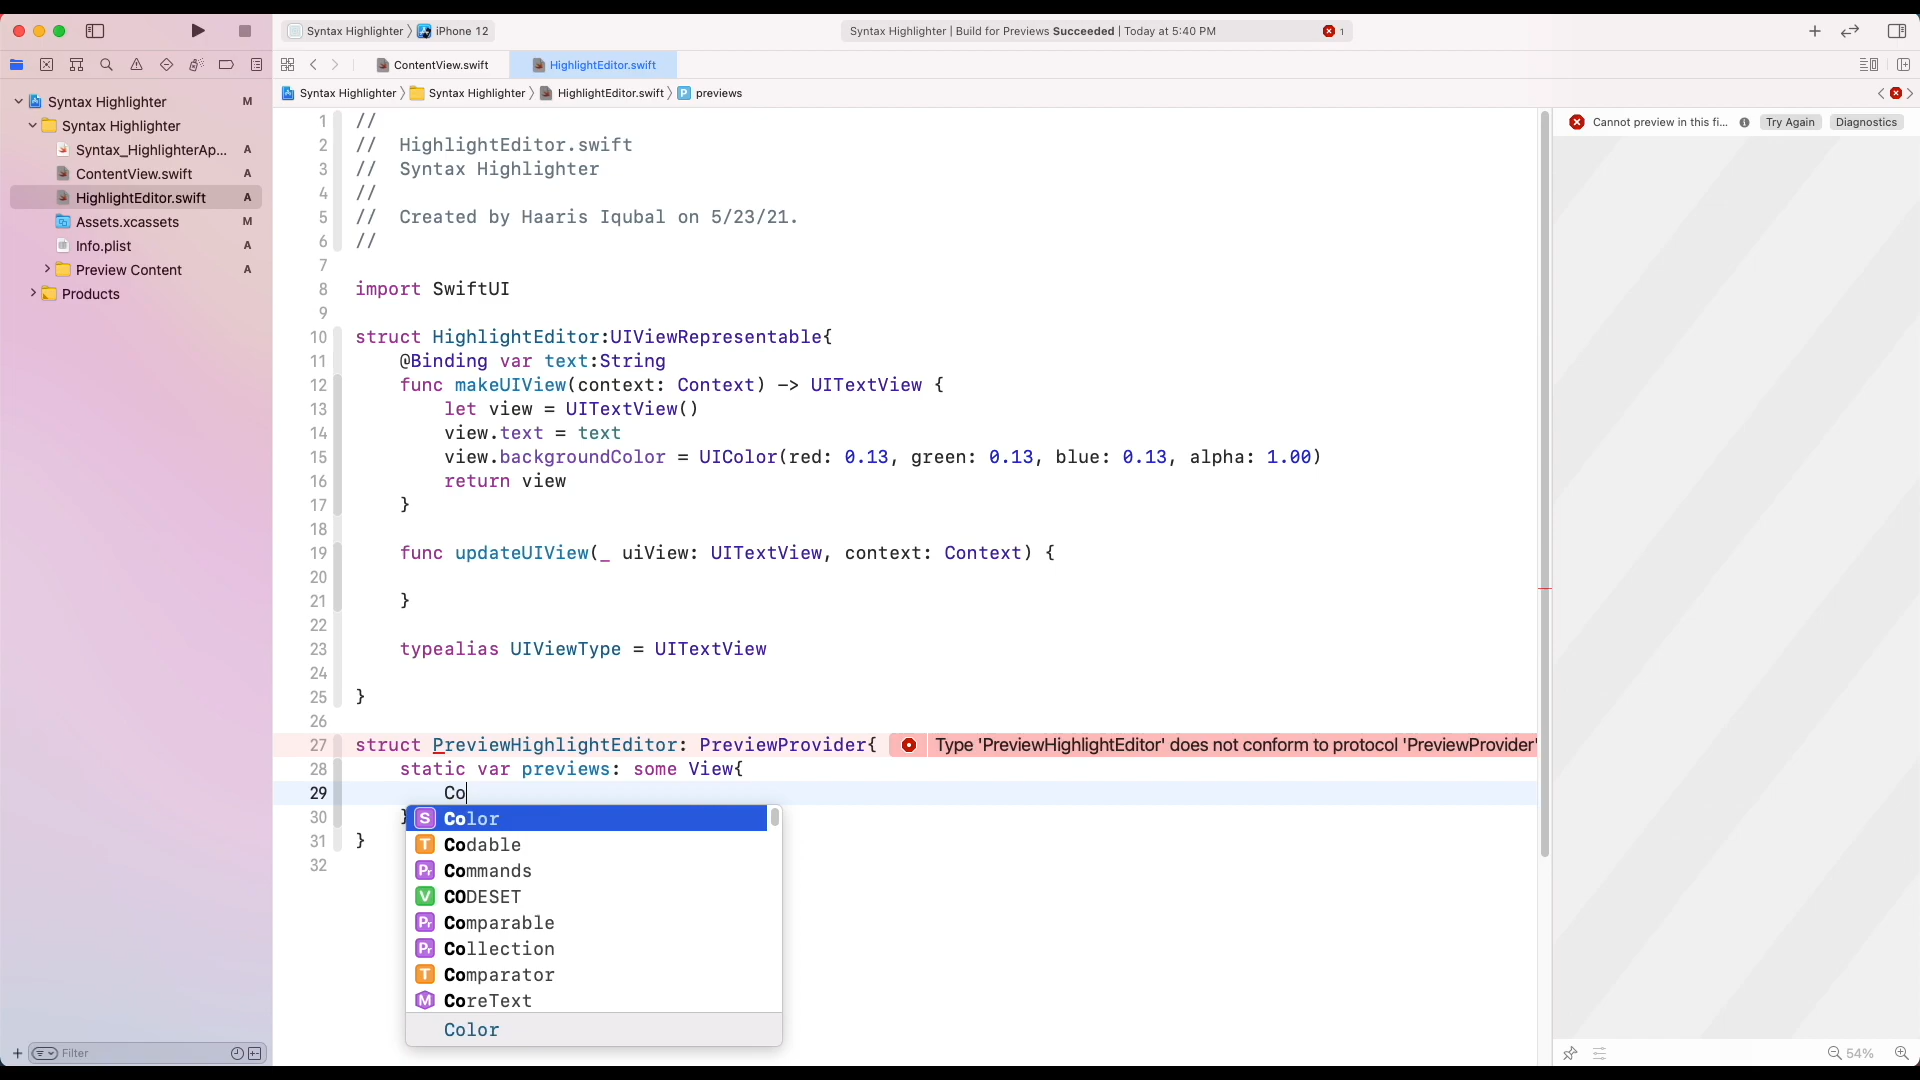 Syntax Highlighter 〉 iPhone 12
Syntax Highlighter | Build for Previews Succeeded | Today at 5:40 PM
1
ContentView.swift
HighlightEditor.swift
Syntax Highlighter 〉 Syntax Highlighter 〉 HighlightEditor.swift 〉 P previews
Syntax Highlighter M
Syntax Highlighter
Syntax_HighlighterAp... A
ContentView.swift A
HighlightEditor.swift A
Assets.xcassets M
Info.plist A
Preview Content A
Products
Filter
1 //
2 //  HighlightEditor.swift
3 //  Syntax Highlighter
4 //
5 //  Created by Haaris Iqubal on 5/23/21.
6 //
7
8 import SwiftUI
9
10 struct HighlightEditor:UIViewRepresentable{
11     @Binding var text:String
12     func makeUIView(context: Context) -> UITextView {
13         let view = UITextView()
14         view.text = text
15         view.backgroundColor = UIColor(red: 0.13, green: 0.13, blue: 0.13, alpha: 1.00)
16         return view
17     }
18
19     func updateUIView(_ uiView: UITextView, context: Context) {
20
21     }
22
23     typealias UIViewType = UITextView
24
25 }
26
27 struct PreviewHighlightEditor: PreviewProvider{ Type 'PreviewHighlightEditor' does not conform to protocol 'PreviewProvider'
28     static var previews: some View{
29         Co
30     }
31 }
32
S Color
T Codable
Pr Commands
V CODESET
Pr Comparable
Pr Collection
T Comparator
M CoreText
Color
Cannot preview in this fi... Try Again Diagnostics
54%